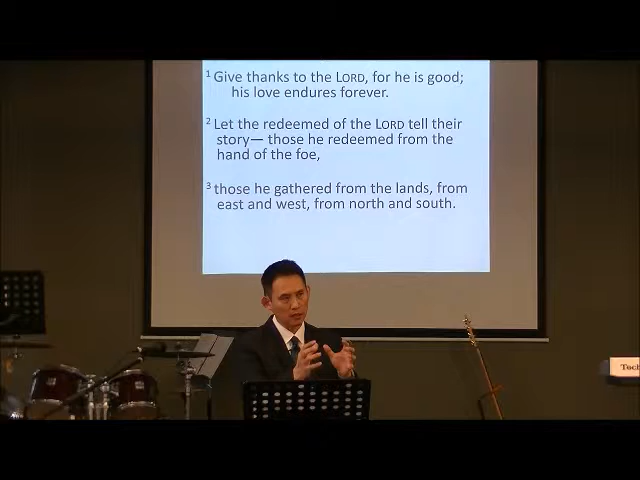 1 Give thanks to the LORD, for he is good;
his love endures forever.
2 Let the redeemed of the LORD tell their
story— those he redeemed from the
hand of the foe,
3 those he gathered from the lands, from
east and west, from north and south.
Tech